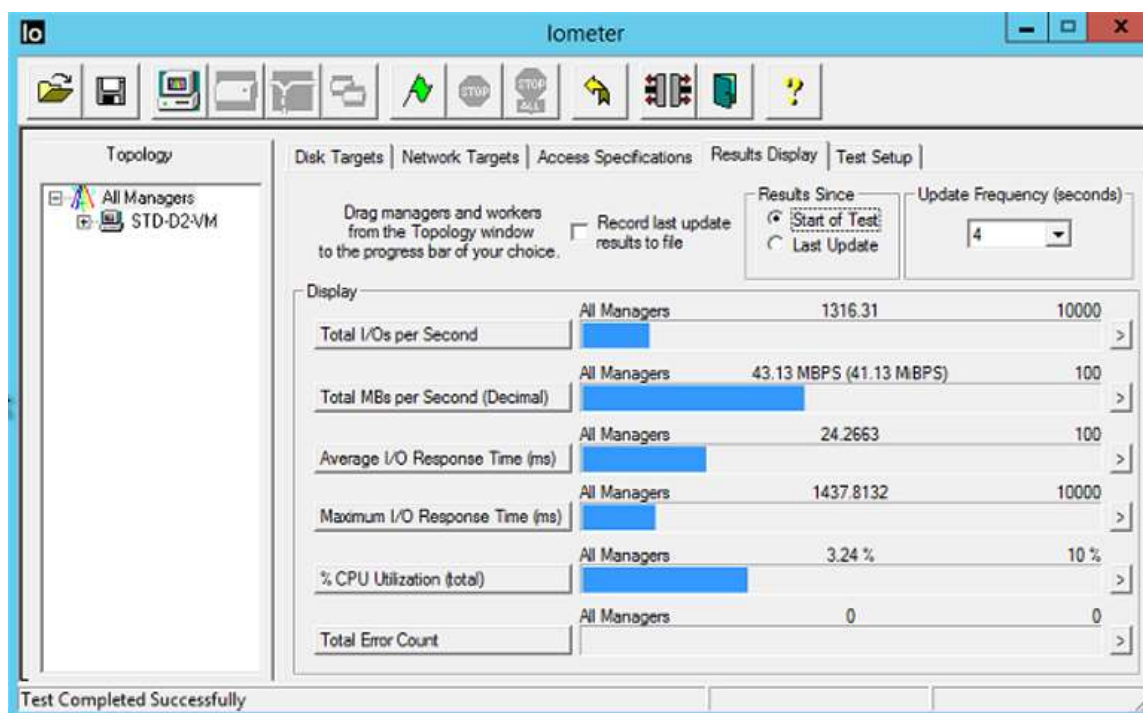 Io
Iometer
STOP
STOP ALL
?
Topology
All Managers
STD-D2-VM
Disk Targets
Network Targets
Access Specifications
Results Display
Test Setup
Drag managers and workers
from the Topology window
to the progress bar of your choice.
Record last update
results to file
Results Since
Start of Test
Last Update
Update Frequency (seconds)
4
Display
All Managers 1316.31 10000
Total I/Os per Second >
All Managers 43.13 MBPS (41.13 MiBPS) 100
Total MBs per Second (Decimal) >
All Managers 24.2663 100
Average I/O Response Time (ms) >
All Managers 1437.8132 10000
Maximum I/O Response Time (ms) >
All Managers 3.24 % 10 %
% CPU Utilization (total) >
All Managers 0 0
Total Error Count >
Test Completed Successfully